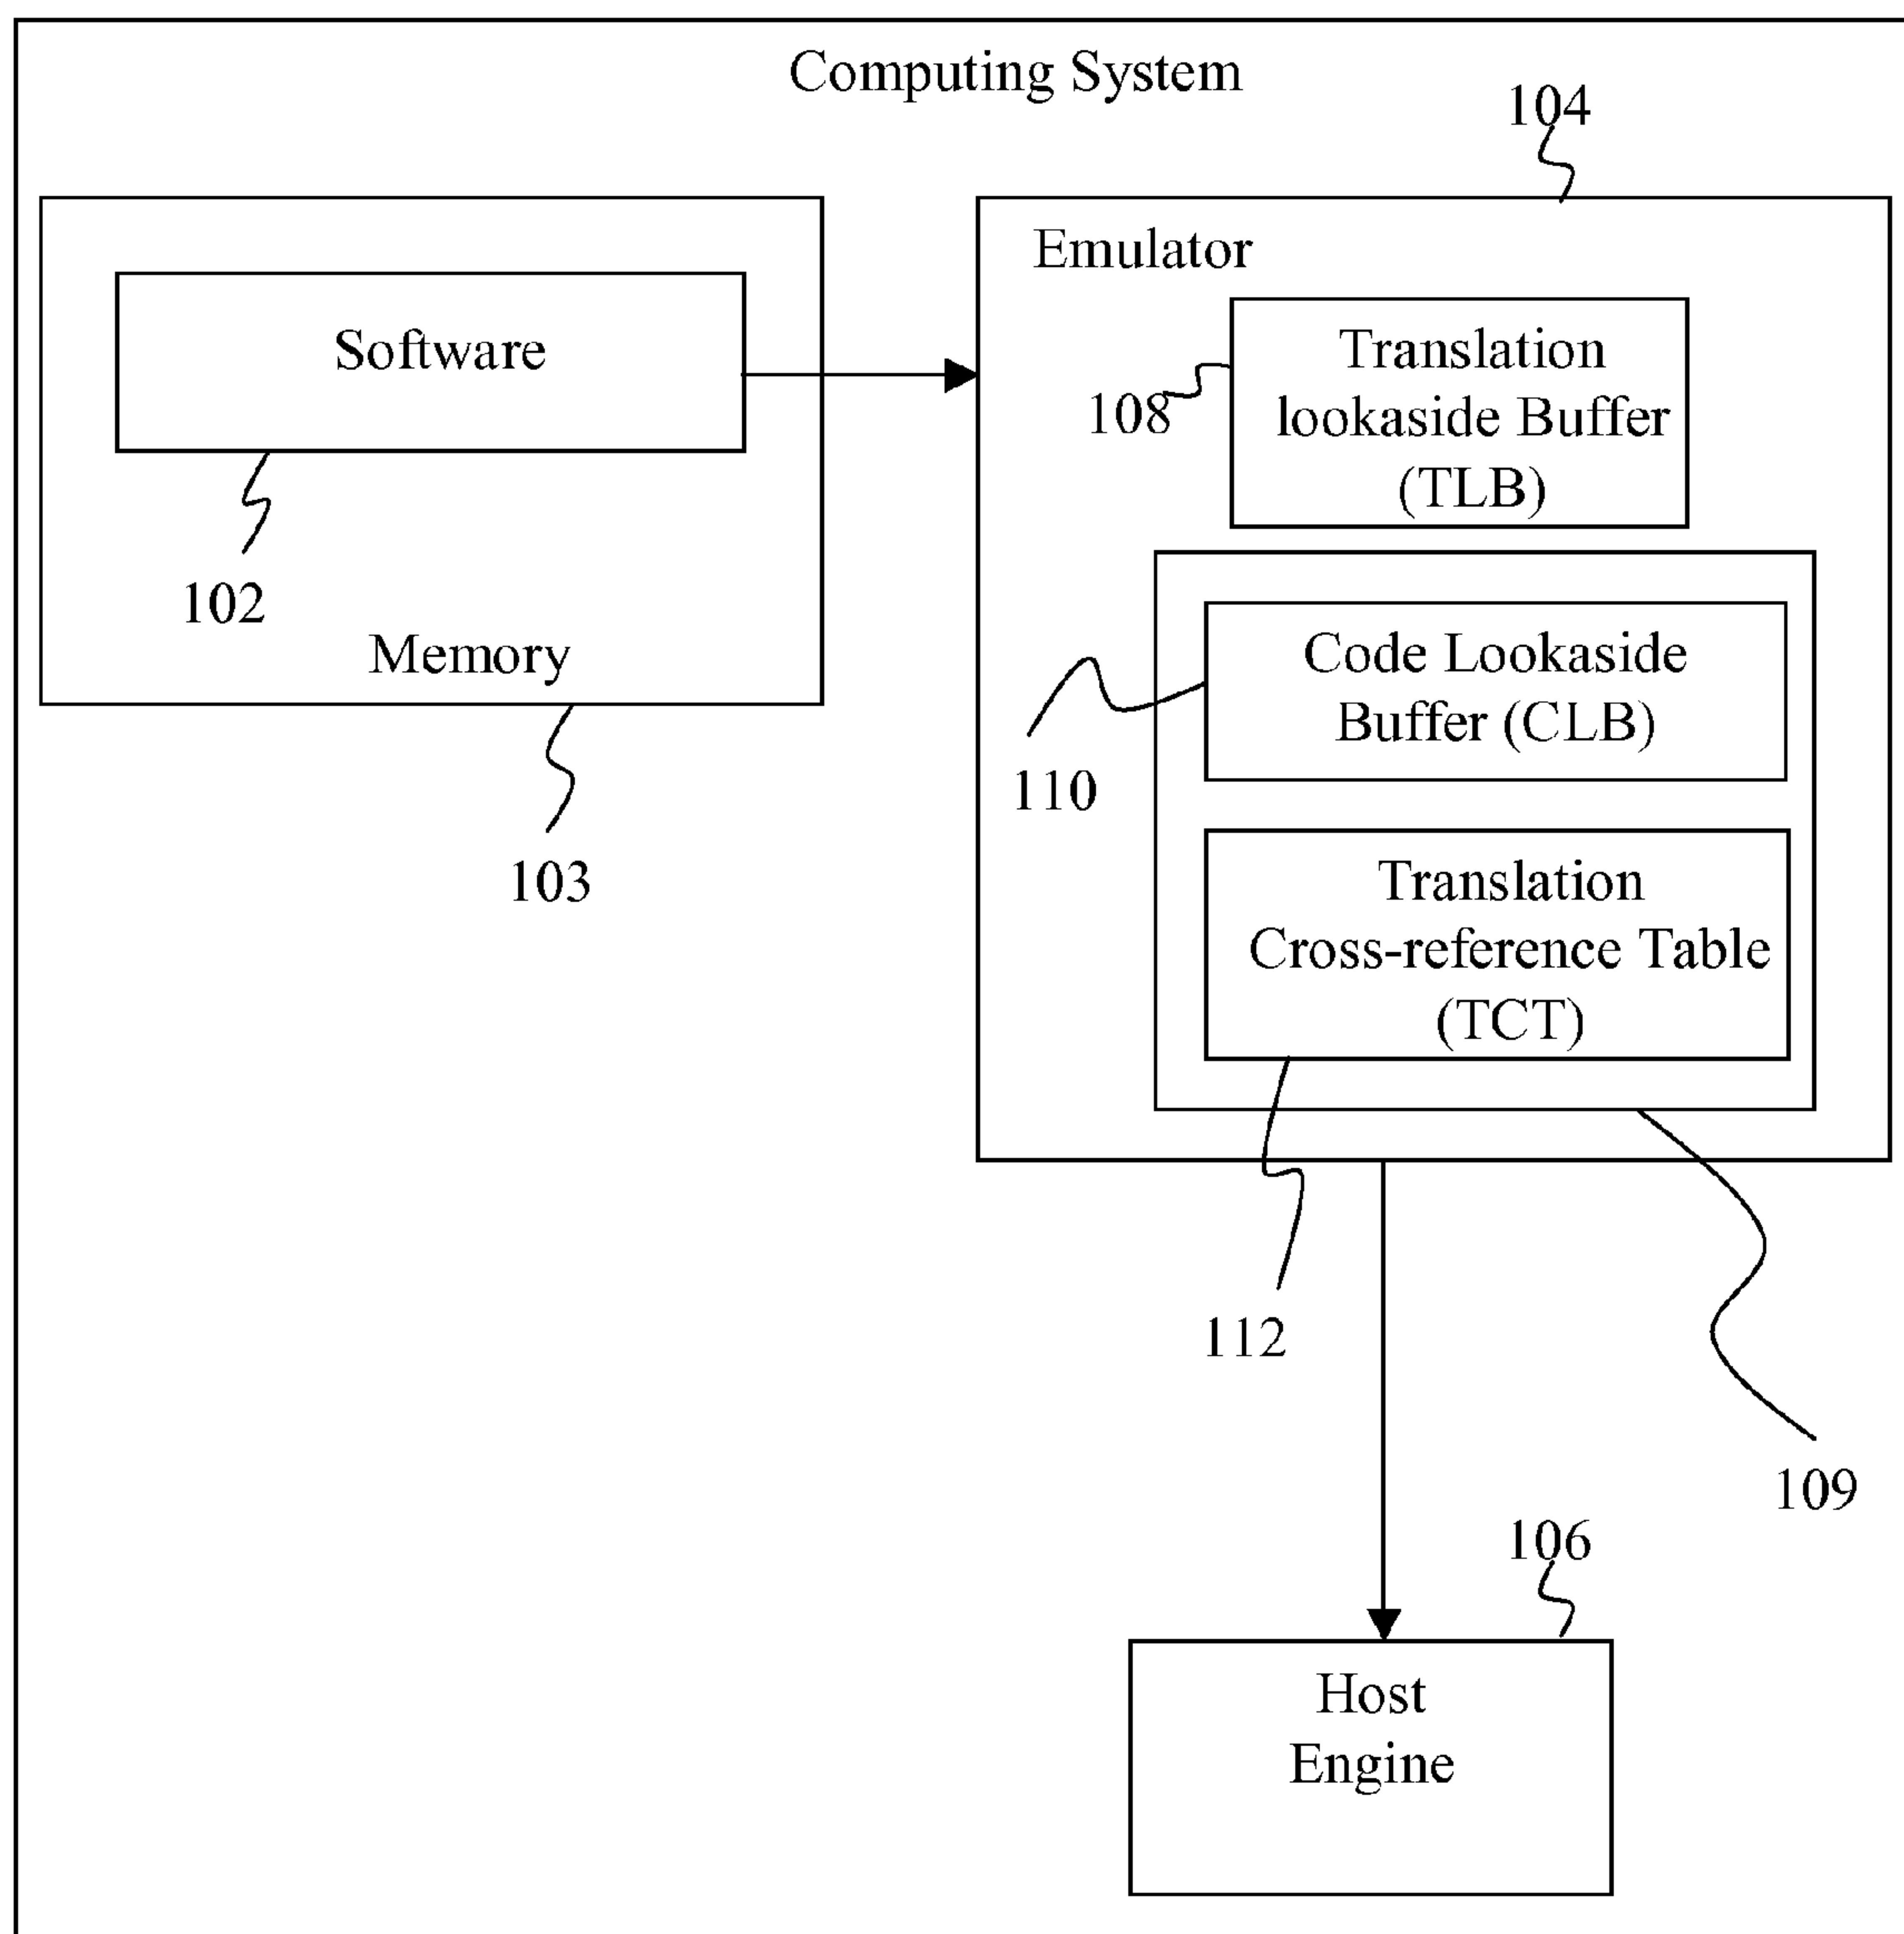 Computing System
104
Emulator
Software
Translation
lookaside Buffer
(TLB)
108
102
Memory
103
Code Lookaside
Buffer (CLB)
110
Translation
Cross-reference Table
(TCT)
112
109
106
Host
Engine